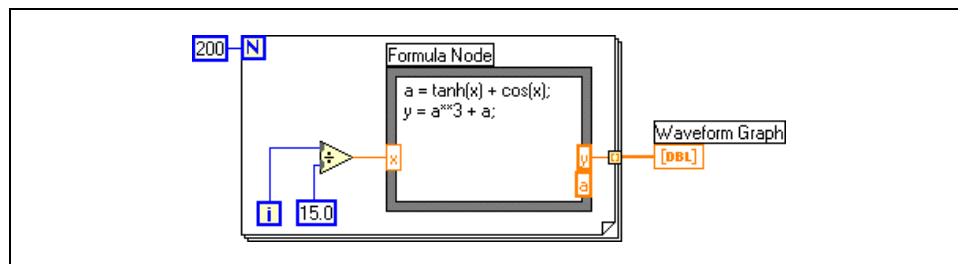 200 N
Formula Node
a = tanh(x) + cos(x);
y = a**3 + a;
Waveform Graph
÷ x y [DBL]
a
i 15.0